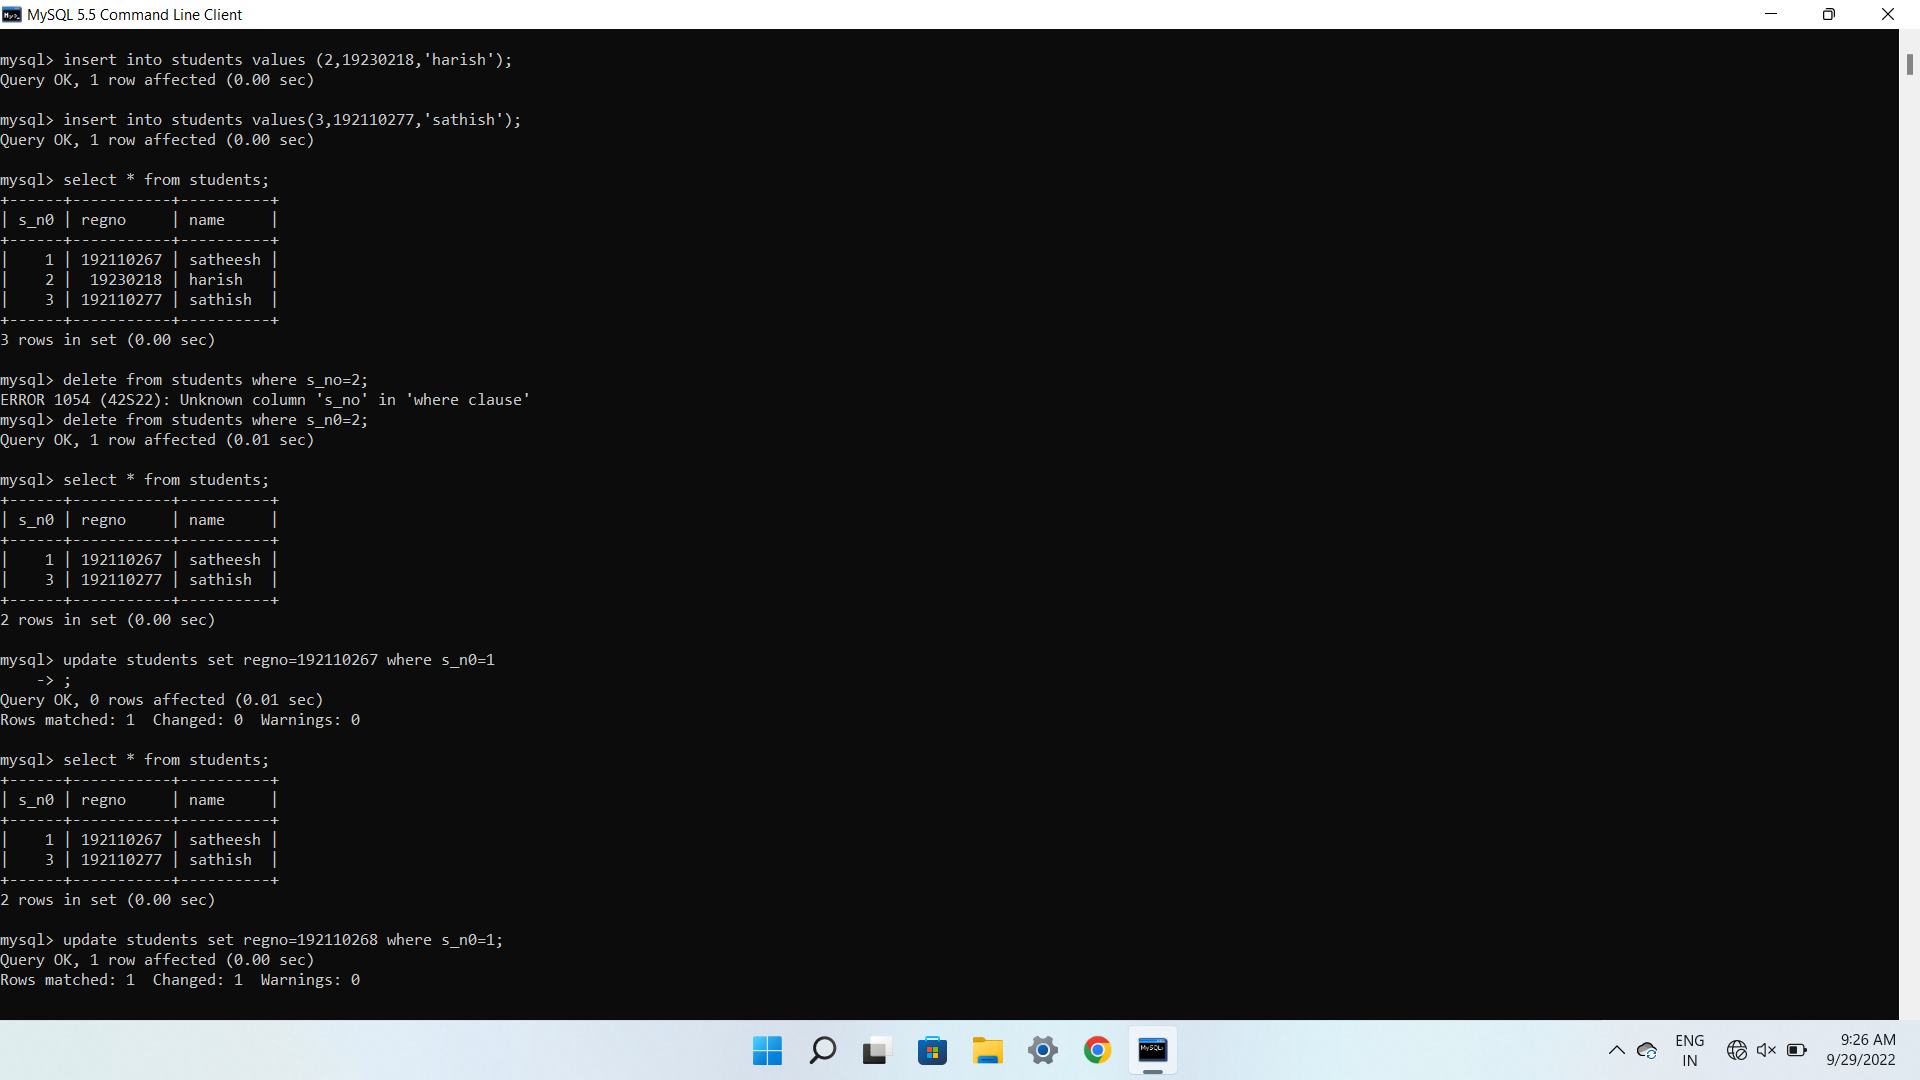 MySQL 5.5 Command Line Client
mysql> insert into students values (2,19230218,'harish');
Query OK, 1 row affected (0.00 sec)
mysql> insert into students values(3,192110277,'sathish');
Query OK, 1 row affected (0.00 sec)
mysql> select * from students;
+------+-----------+----------+
| s_n0 | regno     | name     |
+------+-----------+----------+
|    1 | 192110267 | satheesh |
|    2 |  19230218 | harish   |
|    3 | 192110277 | sathish  |
+------+-----------+----------+
3 rows in set (0.00 sec)
mysql> delete from students where s_no=2;
ERROR 1054 (42S22): Unknown column 's_no' in 'where clause'
mysql> delete from students where s_n0=2;
Query OK, 1 row affected (0.01 sec)
mysql> select * from students;
+------+-----------+----------+
| s_n0 | regno     | name     |
+------+-----------+----------+
|    1 | 192110267 | satheesh |
|    3 | 192110277 | sathish  |
+------+-----------+----------+
2 rows in set (0.00 sec)
mysql> update students set regno=192110267 where s_n0=1
    -> ;
Query OK, 0 rows affected (0.01 sec)
Rows matched: 1  Changed: 0  Warnings: 0
mysql> select * from students;
+------+-----------+----------+
| s_n0 | regno     | name     |
+------+-----------+----------+
|    1 | 192110267 | satheesh |
|    3 | 192110277 | sathish  |
+------+-----------+----------+
2 rows in set (0.00 sec)
mysql> update students set regno=192110268 where s_n0=1;
Query OK, 1 row affected (0.00 sec)
Rows matched: 1  Changed: 1  Warnings: 0
MySQL
ENG
IN
9:26 AM
9/29/2022